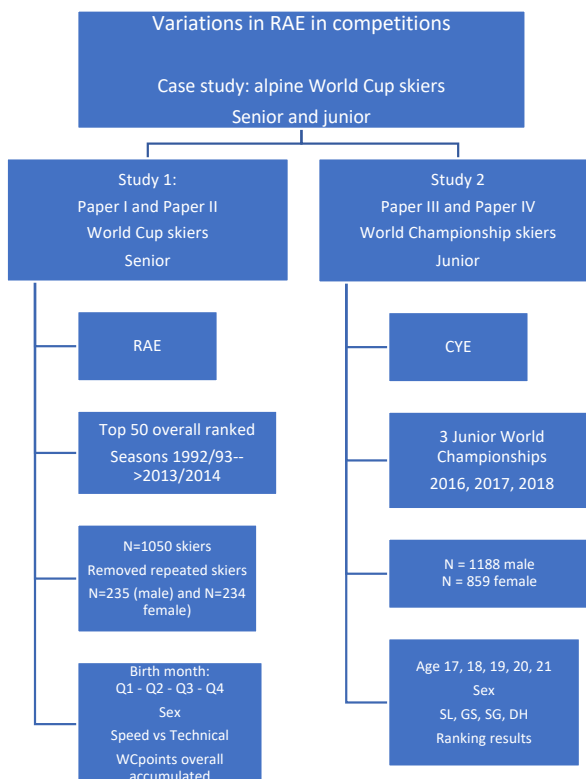 Variations in RAE in competitions
Case study: alpine World Cup skiers
Senior and junior
Study 1:
Paper I and Paper II
World Cup skiers
Senior
RAE
Top 50 overall ranked
Seasons 1992/93--
>2013/2014
N=1050 skiers
Removed repeated skiers
N=235 (male) and N=234
female)
Birth month:
Q1 - Q2 - Q3 - Q4
Sex
Speed vs Technical
WCpoints overall
accumulated
Study 2
Paper III and Paper IV
World Championship skiers
Junior
CYE
3 Junior World
Championships
2016, 2017, 2018
N = 1188 male
N = 859 female
Age 17, 18, 19, 20, 21
Sex
SL, GS, SG, DH
Ranking results